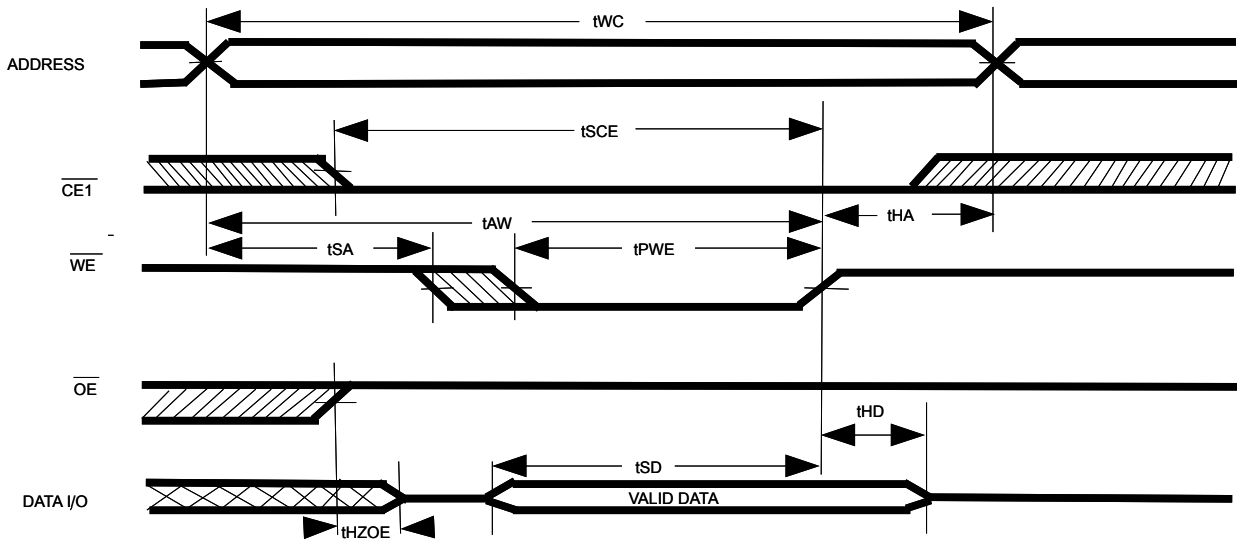 tWC
ADDRESS
tSCE
CE1
tHA
tAW
tSA
tPWE
WE
OE
tHD
tSD
DATA I/O
VALID DATA
tHZOE